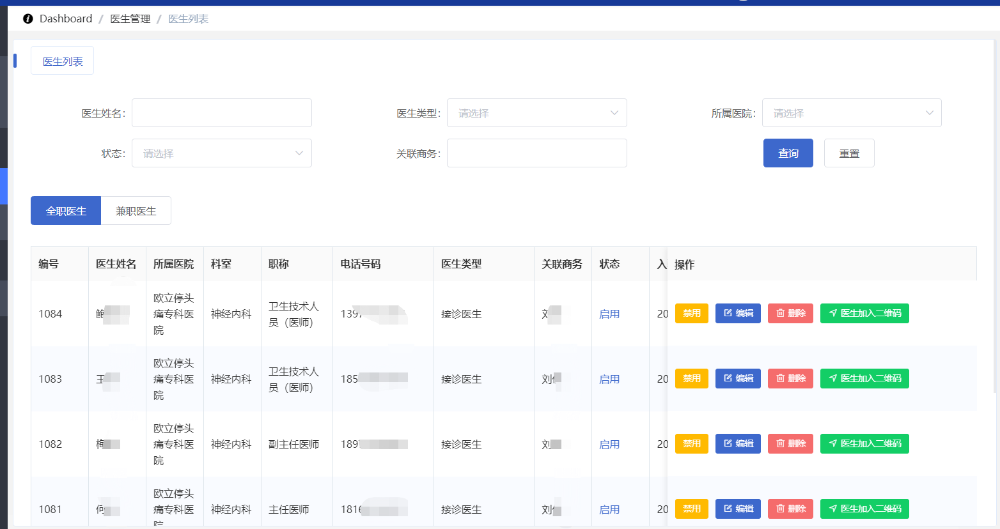 Dashboard / 医生管理 / 医生列表
医生列表
医生姓名: 医生类型: 请选择 所属医院: 请选择
状态: 请选择 关联商务: 查询 重置
全职医生 兼职医生
编号 医生姓名 所属医院 科室 职称 电话号码 医生类型 关联商务 状态 入 操作
1084 鲍 欧立停头痛专科医院 神经内科 卫生技术人员（医师） 139 接诊医生 刘 启用 20 禁用 编辑 删除 医生加入二维码
1083 王 欧立停头痛专科医院 神经内科 卫生技术人员（医师） 185 接诊医生 刘 启用 20 禁用 编辑 删除 医生加入二维码
1082 梅 欧立停头痛专科医院 神经内科 副主任医师 189 接诊医生 刘 启用 20 禁用 编辑 删除 医生加入二维码
1081 何 欧立停头痛专科医院 神经内科 主任医师 181 接诊医生 刘 启用 20 禁用 编辑 删除 医生加入二维码